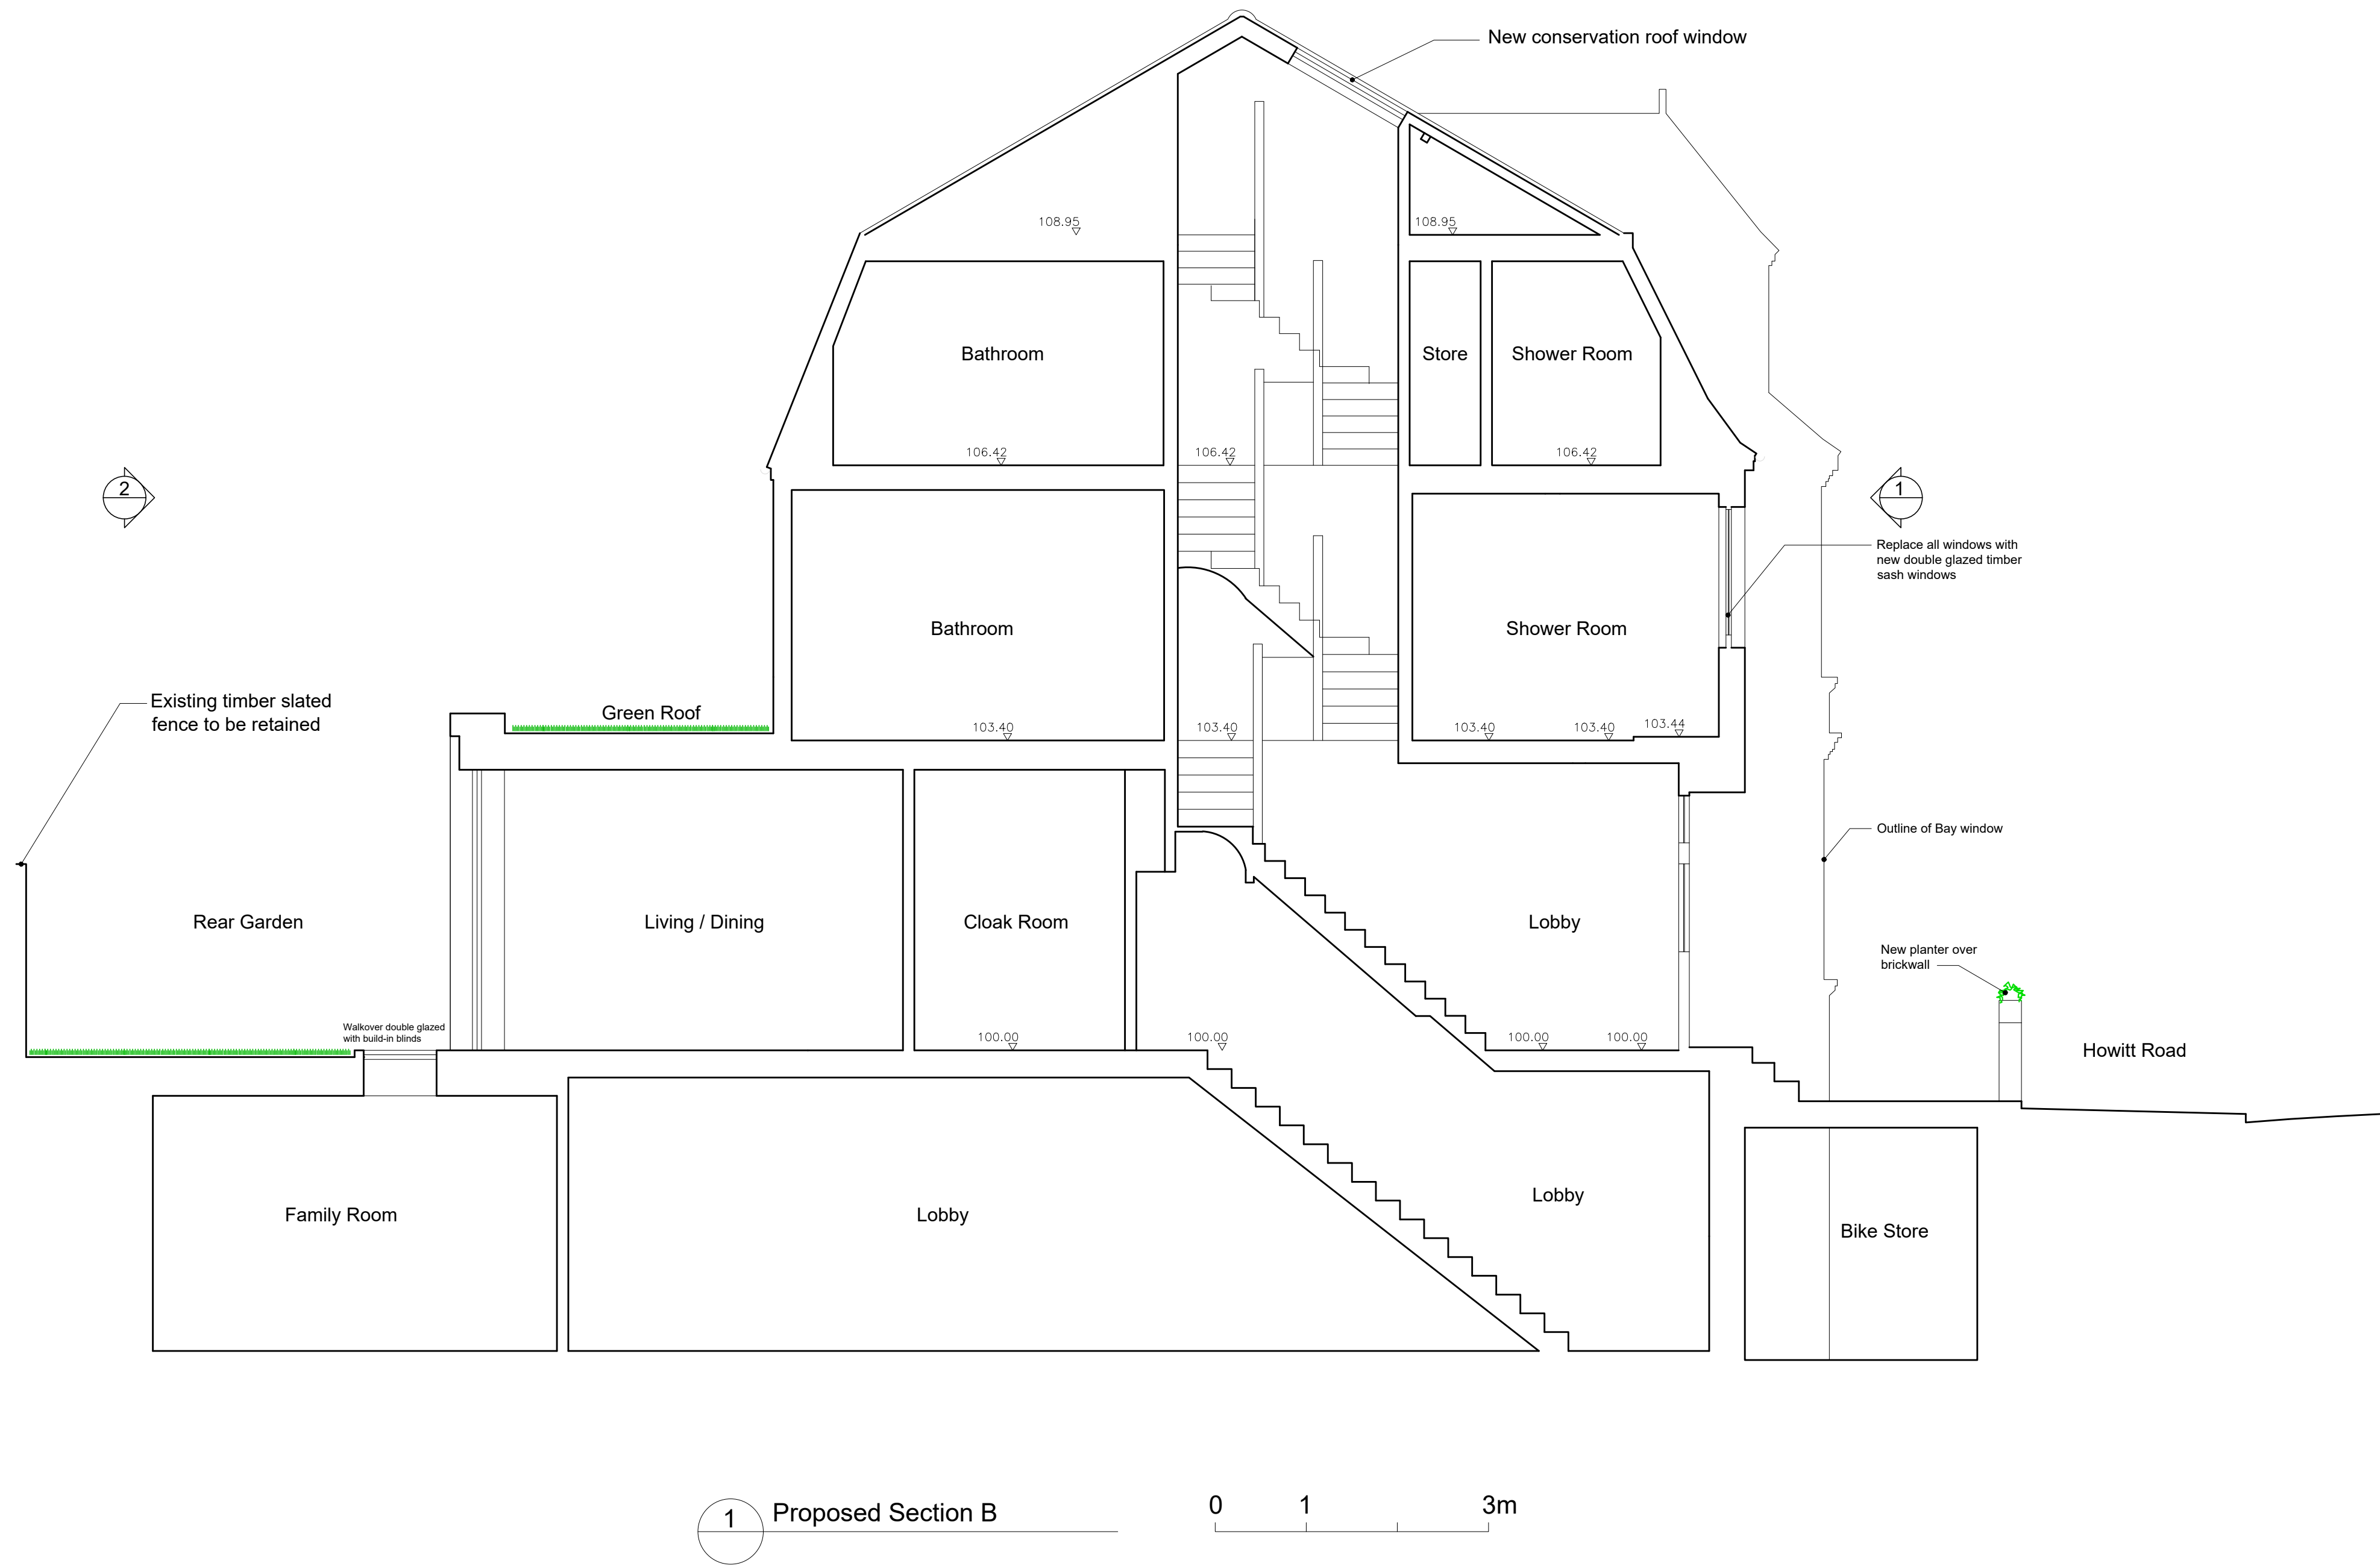 New conservation roof window
108.95
108.95
Bathroom
Store
Shower Room
106.42
106.42
106.42
2
1
Replace all windows with
new double glazed timber
sash windows
Bathroom
Shower Room
Existing timber slated
fence to be retained
Green Roof
103.40
103.40
103.40
103.40
103.44
Outline of Bay window
Rear Garden
Living / Dining
Cloak Room
Lobby
New planter over
brickwall
Walkover double glazed
with build-in blinds
100.00
100.00
100.00
100.00
Howitt Road
Family Room
Lobby
Lobby
Bike Store
1
Proposed Section B
0
1
3m